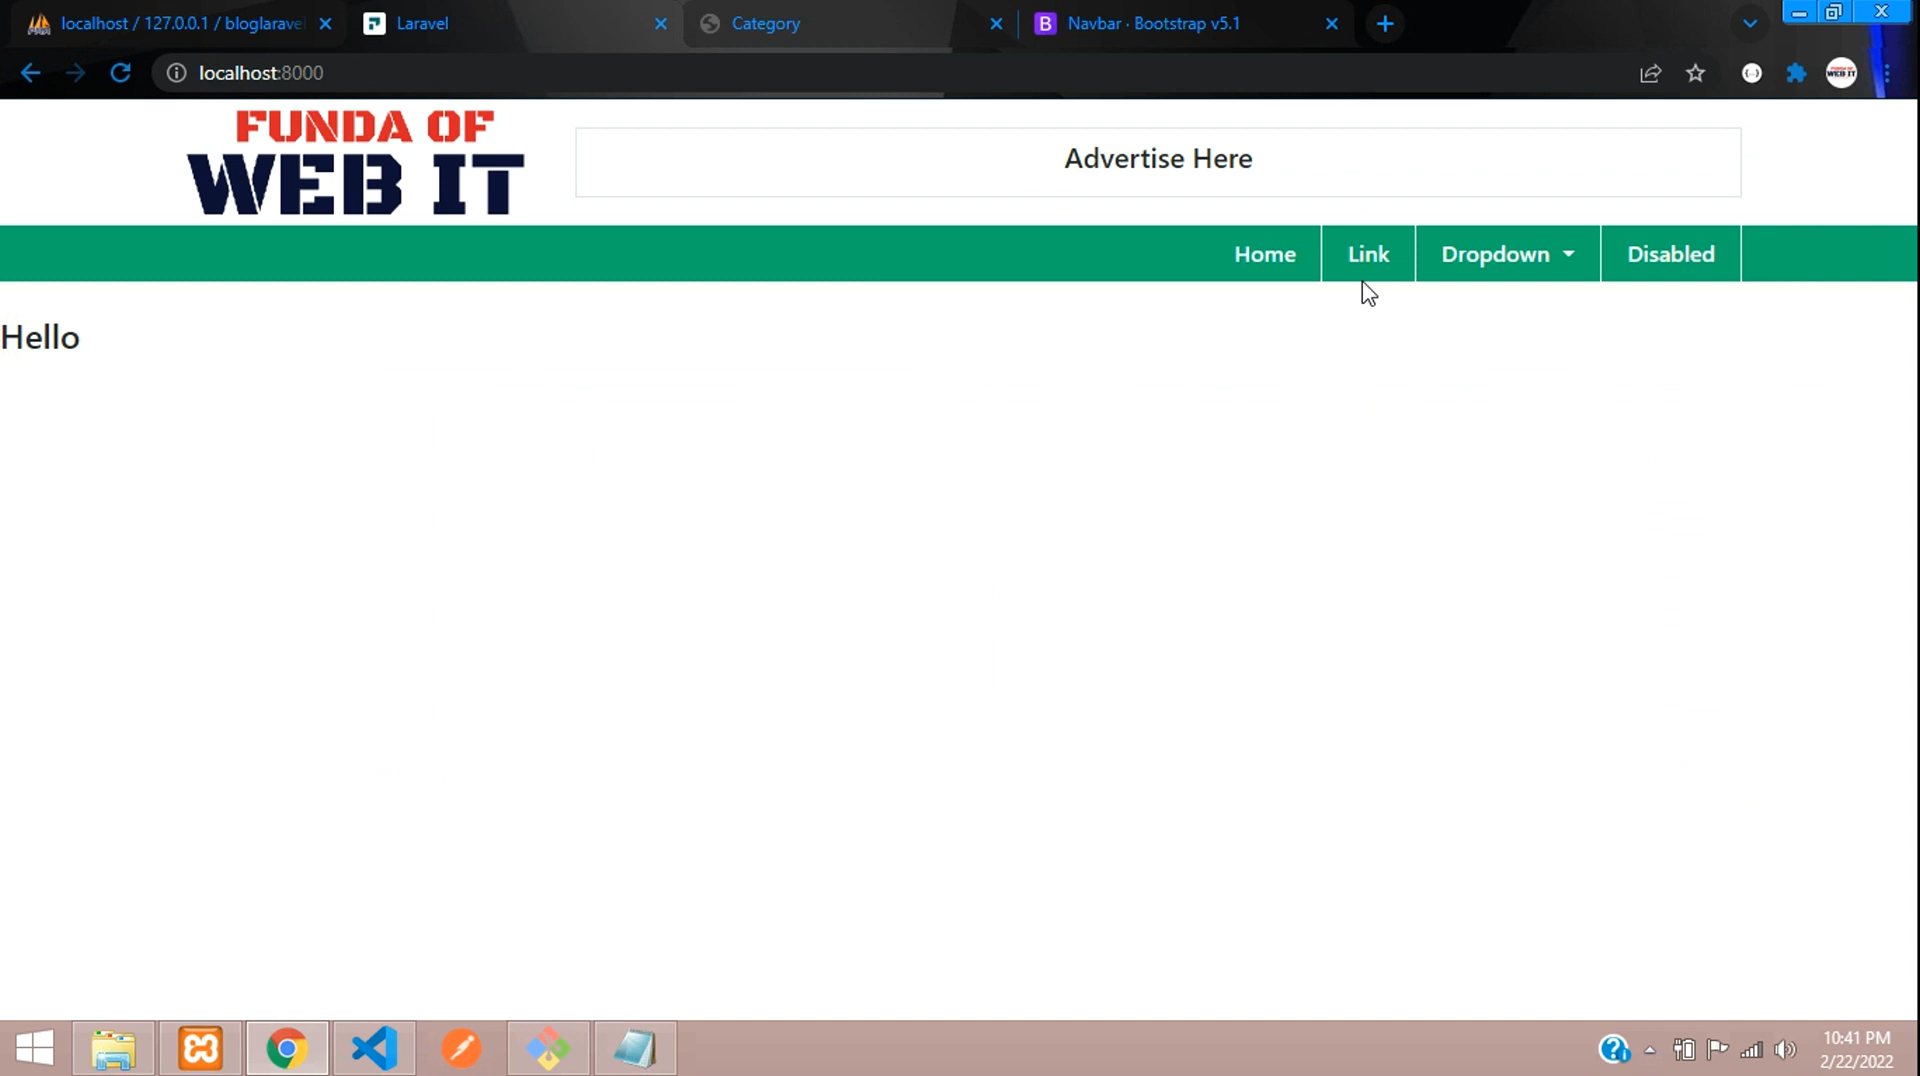 localhost / 127.0.0.1 / bloglarave
Laravel
Category
B Navbar · Bootstrap v5.1
localhost:8000
FUNDA OF
WEB IT
Advertise Here
Home Link Dropdown Disabled
Hello
10:41 PM
2/22/2022